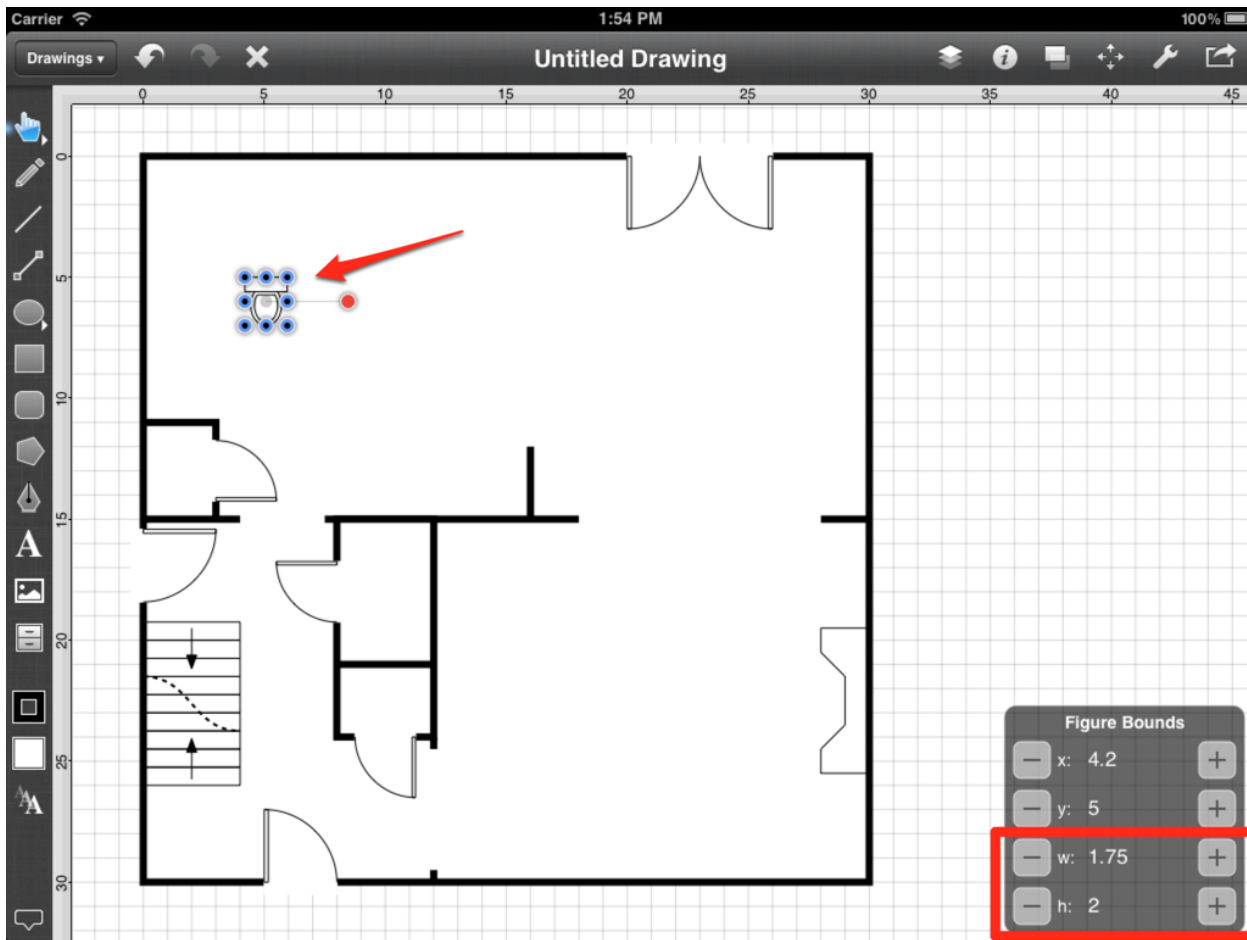 Carrier 1:54 PM 100%
Drawings ▾ Untitled Drawing i
0 5 10 15 20 25 30 35 40 45
0
5
10
15
20
25
30
A
AAA
Figure Bounds
− x: 4.2 +
− y: 5 +
− w: 1.75 +
− h: 2 +